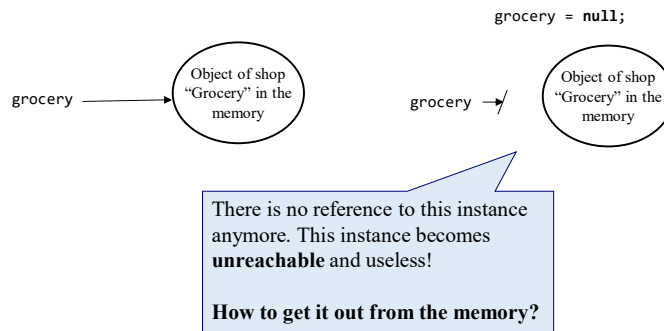 grocery = null;
grocery
Object of shop
“Grocery” in the
memory
grocery
Object of shop
“Grocery” in the
memory
There is no reference to this instance
anymore. This instance becomes
unreachable and useless!
How to get it out from the memory?